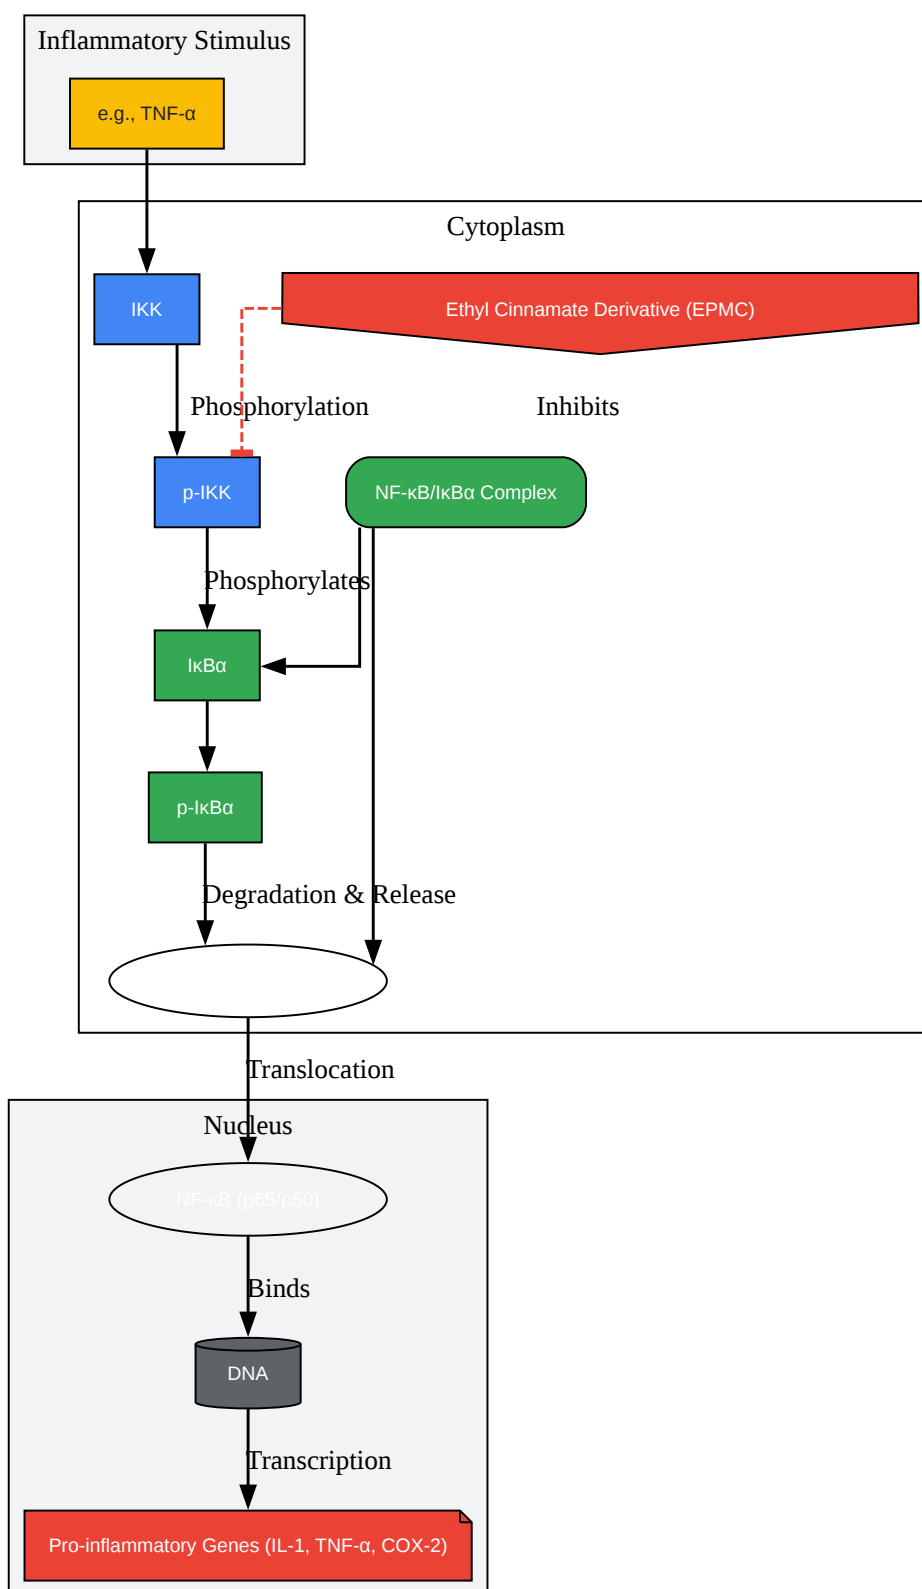 Inflammatory Stimulus
e.g., TNF-α
Cytoplasm
IKK
Ethyl Cinnamate Derivative (EPMC)
Phosphorylation
Inhibits
p-IKK
NF-κB/IκBα Complex
Phosphorylates
IκBα
p-IκBα
Degradation & Release
Translocation
Nucleus
NF-κB (p65/p50)
Binds
DNA
Transcription
Pro-inflammatory Genes (IL-1, TNF-α, COX-2)